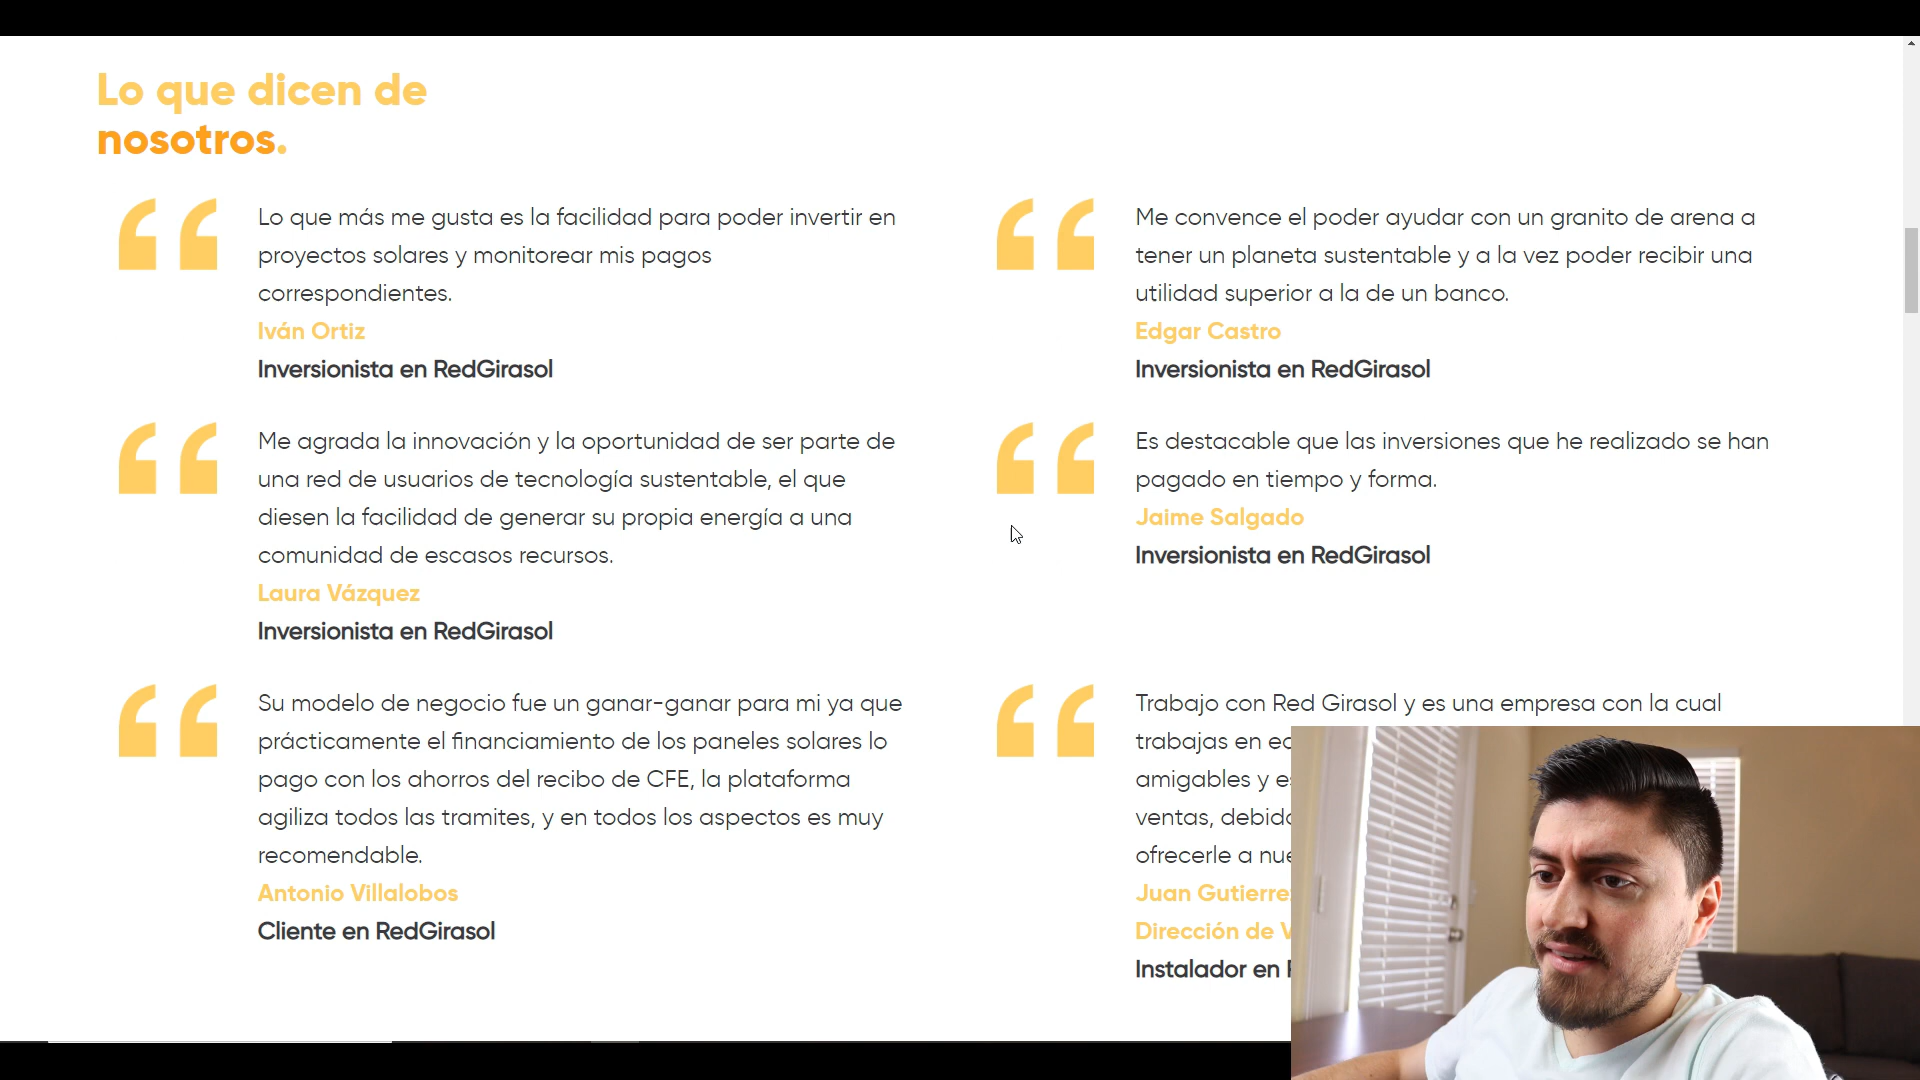 Lo que dicen de
nosotros.
Lo que más me gusta es la facilidad para poder invertir en
proyectos solares y monitorear mis pagos
correspondientes.
Iván Ortiz
Inversionista en RedGirasol
Me convence el poder ayudar con un granito de arena a
tener un planeta sustentable y a la vez poder recibir una
utilidad superior a la de un banco.
Edgar Castro
Inversionista en RedGirasol
Me agrada la innovación y la oportunidad de ser parte de
una red de usuarios de tecnología sustentable, el que
diesen la facilidad de generar su propia energía a una
comunidad de escasos recursos.
Laura Vázquez
Inversionista en RedGirasol
Es destacable que las inversiones que he realizado se han
pagado en tiempo y forma.
Jaime Salgado
Inversionista en RedGirasol
Su modelo de negocio fue un ganar-ganar para mi ya que
prácticamente el financiamiento de los paneles solares lo
pago con los ahorros del recibo de CFE, la plataforma
agiliza todos las tramites, y en todos los aspectos es muy
recomendable.
Antonio Villalobos
Cliente en RedGirasol
Trabajo con Red Girasol y es una empresa con la cual
trabajas en
amigables y
ventas,
ofrecerle a
Juan
Dirección de
Instalador en